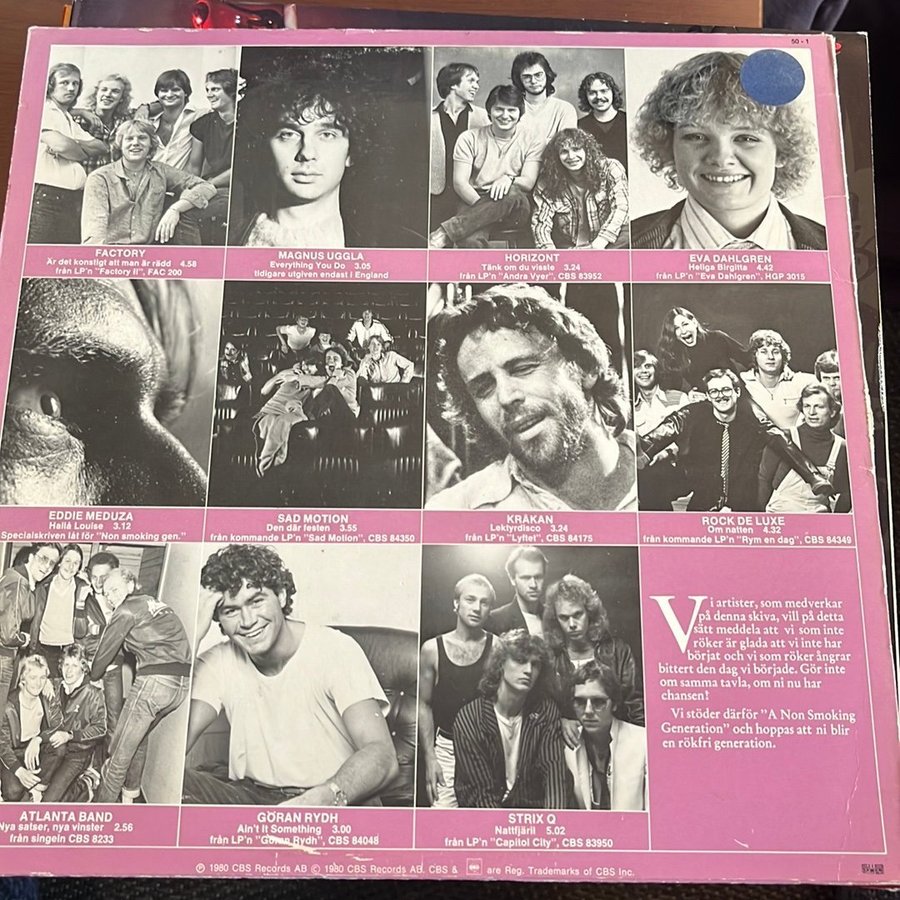 50 - 1
FACTORY
Är det konstigt att man är rädd 4.58
från LP'n "Factory II", FAC 200
MAGNUS UGGLA
Everything You Do 3.05
tidigare utgiven endast i England
HORIZONT
Tänk om du visste 3.24
från LP'n "Andra Vyer", CBS 83952
EVA DAHLGREN
Heliga Birgitta 4.42
från LP'n "Eva Dahlgren", HGP 3015
EDDIE MEDUZA
Hallå Louise 3.12
Specialskriven låt för "Non smoking gen."
SAD MOTION
Den där festen 3.55
från kommande LP'n "Sad Motion", CBS 84350
KRÅKAN
Lektyrdisco 3.24
från LP'n "Lyftet", CBS 84175
ROCK DE LUXE
Om natten 4.32
från kommande LP'n "Rym en dag", CBS 84349
ATLANTA BAND
Nya satser, nya vinster 2.56
från singeln CBS 8233
GÖRAN RYDH
Ain't It Something 3.00
från LP'n "Göran Rydh", CBS 84048
STRIX Q
Nattfjäril 5.02
från LP'n "Capitol City", CBS 83950
Vi artister, som medverkar
på denna skiva, vill på detta
sätt meddela att vi som inte
röker är glada att vi inte har
börjat och vi som röker ångrar
bittert den dag vi började. Gör inte
om samma tavla, om ni nu har
chansen!
Vi stöder därför "A Non Smoking
Generation" och hoppas att ni blir
en rökfri generation.
℗ 1980 CBS Records AB © 1980 CBS Records AB. CBS & are Reg. Trademarks of CBS Inc.